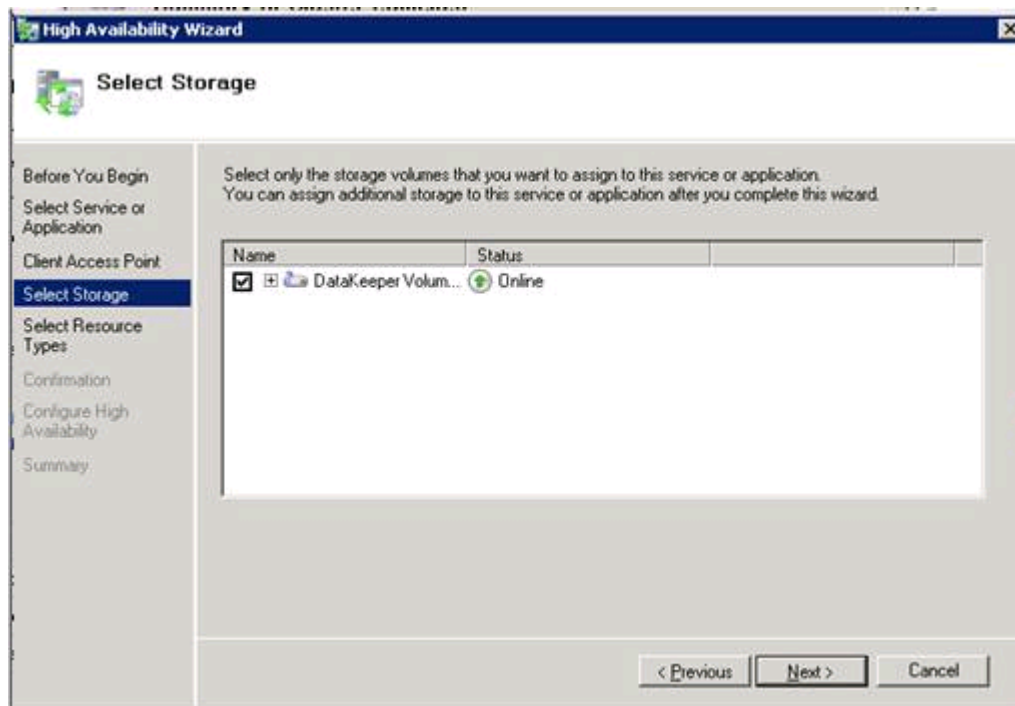 High Availability Wizard
Select Storage
Before You Begin
Select Service or
Application
Client Access Point
Select Storage
Select Resource
Types
Confirmation
Configure High
Availability
Summary
Select only the storage volumes that you want to assign to this service or application.
You can assign additional storage to this service or application after you complete this wizard.
Name Status
DataKeeper Volum... Online
< Previous Next > Cancel